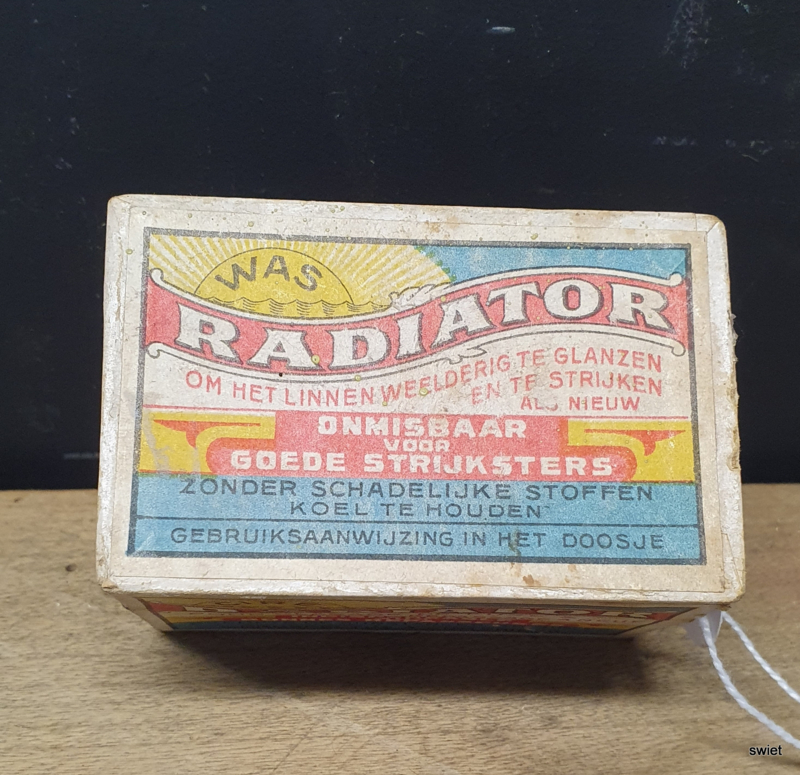 WAS
RADIATOR
OM HET LINNEN WEELDERIG TE GLANZEN
EN TE STRIJKEN
ALS NIEUW
ONMISBAAR
VOOR
GOEDE STRIJKSTERS
ZONDER SCHADELIJKE STOFFEN
KOEL TE HOUDEN
GEBRUIKSAANWIJZING IN HET DOOSJE
swiet